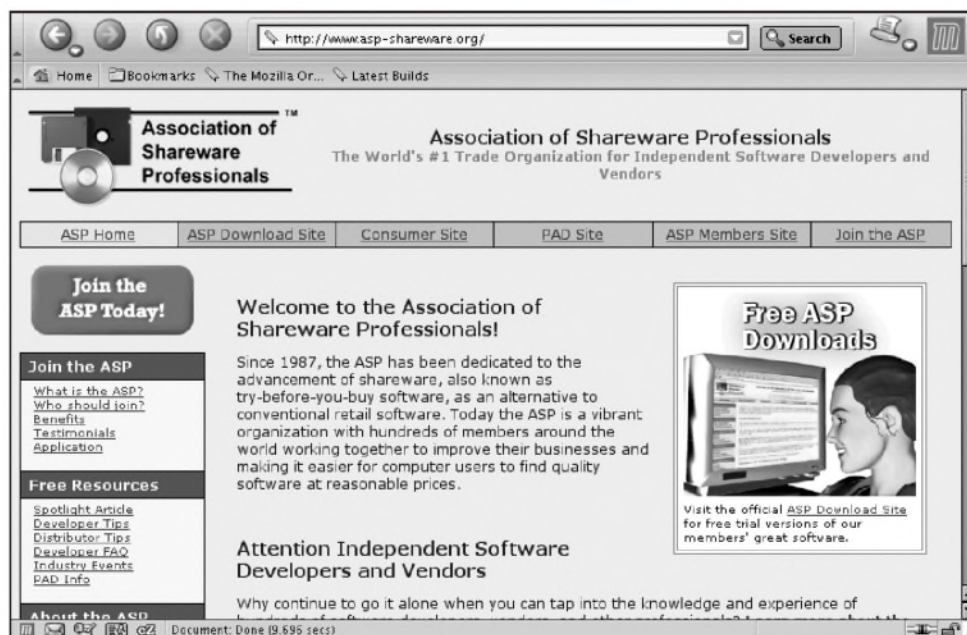 http://www.asp-shareware.org/
Search
Home Bookmarks The Mozilla Or... Latest Builds
Association of
Shareware
Professionals
TM
Association of Shareware Professionals
The World's #1 Trade Organization for Independent Software Developers and
Vendors
ASP Home ASP Download Site Consumer Site PAD Site ASP Members Site Join the ASP
Join the
ASP Today!
Join the ASP
What is the ASP?
Who should join?
Benefits
Testimonials
Application
Free Resources
Spotlight Article
Developer Tips
Distributor Tips
Developer FAQ
Industry Events
PAD Info
About the ASP
Welcome to the Association of
Shareware Professionals!
Since 1987, the ASP has been dedicated to the
advancement of shareware, also known as
try-before-you-buy software, as an alternative to
conventional retail software. Today the ASP is a vibrant
organization with hundreds of members around the
world working together to improve their businesses and
making it easier for computer users to find quality
software at reasonable prices.
Attention Independent Software
Developers and Vendors
Why continue to go it alone when you can tap into the knowledge and experience of
Free ASP
Downloads
Visit the official ASP Download Site
for free trial versions of our
members' great software.
Document: Done (9.695 secs)